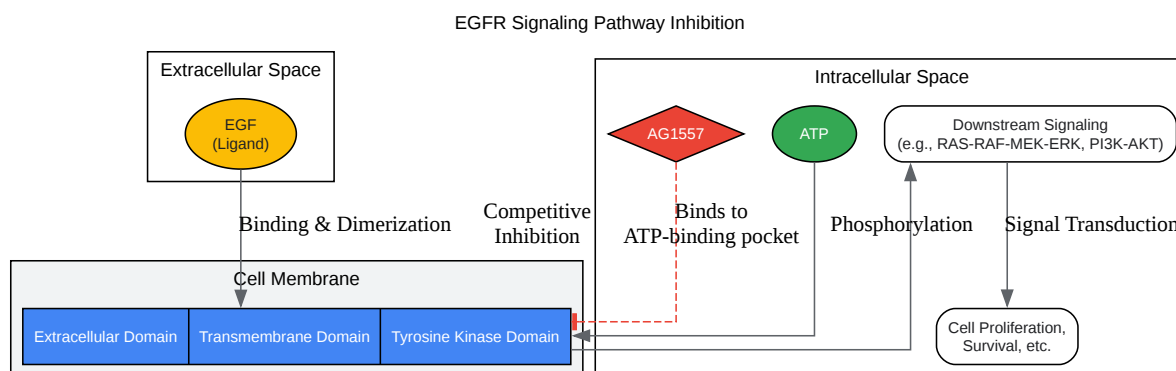 EGFR Signaling Pathway Inhibition
Extracellular Space
EGF
(Ligand)
Binding & Dimerization
Cell Membrane
Extracellular Domain
Transmembrane Domain
Tyrosine Kinase Domain
Competitive
Inhibition
Intracellular Space
AG1557
ATP
Downstream Signaling
(e.g., RAS-RAF-MEK-ERK, PI3K-AKT)
Binds to
ATP-binding pocket
Phosphorylation
Signal Transduction
Cell Proliferation,
Survival, etc.